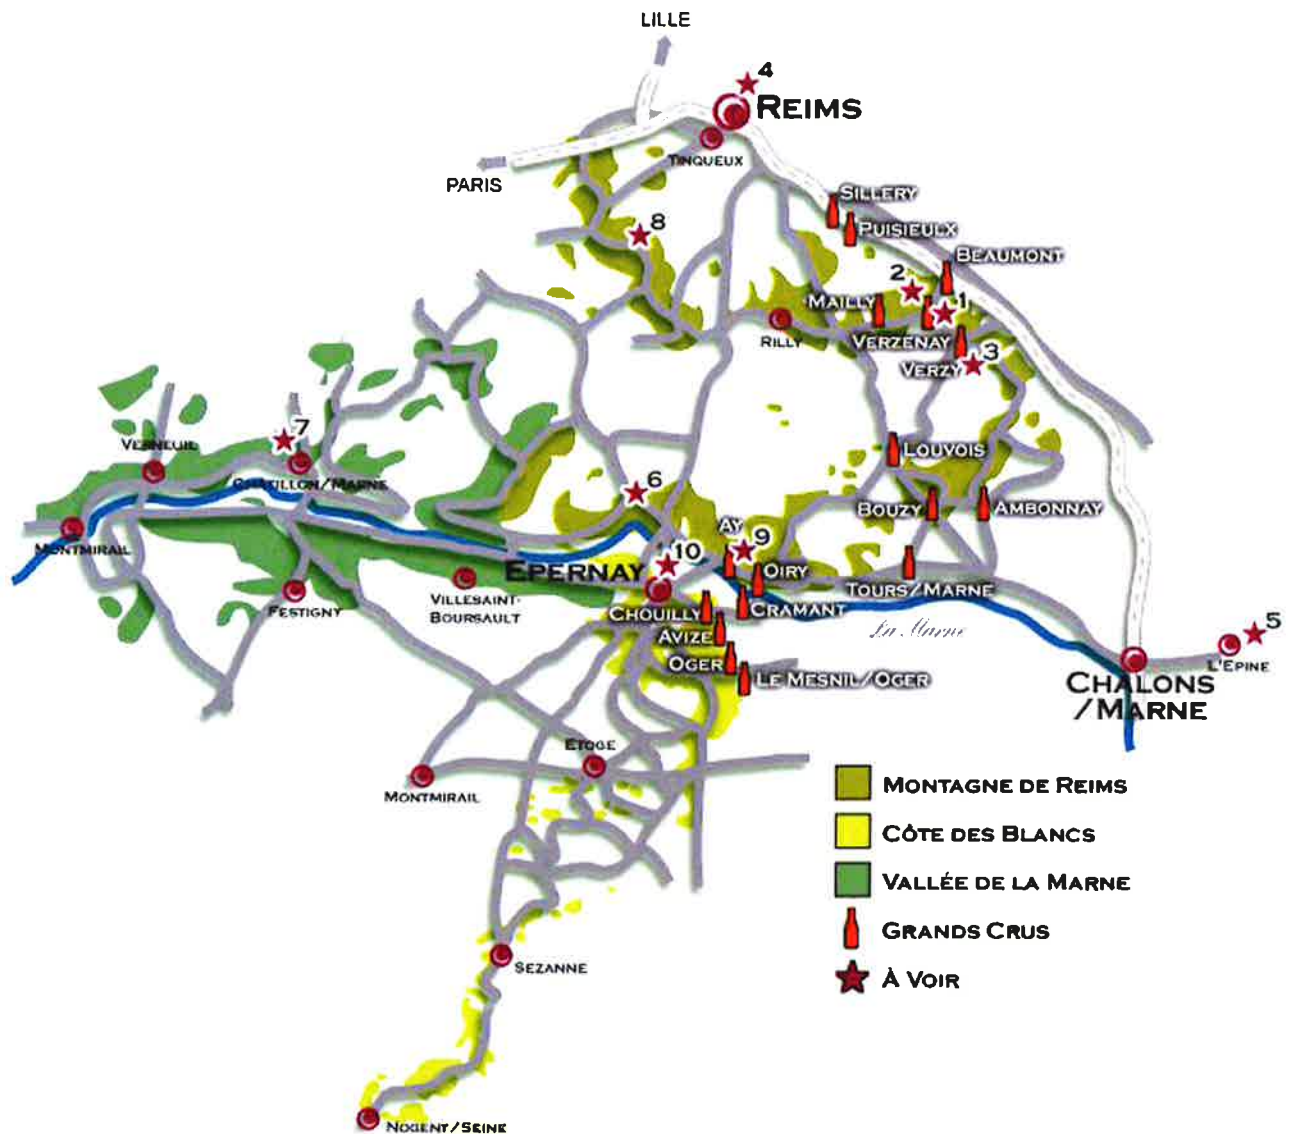 LILLE
4
REIMS
TINQUEUX
PARIS
SILLERY
PUISIEULX
8
BEAUMONT
2
1
MAILLY
RILLY
VERZENAY
3
VERZY
7
VERNEUIL
CHATILLON/MARNE
LOUVOIS
6
BOUZY
AMBONNAY
MONTMIRAIL
AY
9
10
EPERNAY
OIRY
TOURS/MARNE
FESTIGNY
VILLESAINT-
BOURSAULT
CHOUILLY
CRAMANT
La Marne
AVIZE
5
OGER
L'EPINE
LE MESNIL/OGER
CHALONS
/MARNE
ETOGE
MONTMIRAIL
MONTAGNE DE REIMS
CÔTE DES BLANCS
VALLÉE DE LA MARNE
GRANDS CRUS
À VOIR
SEZANNE
NOGENT/SEINE